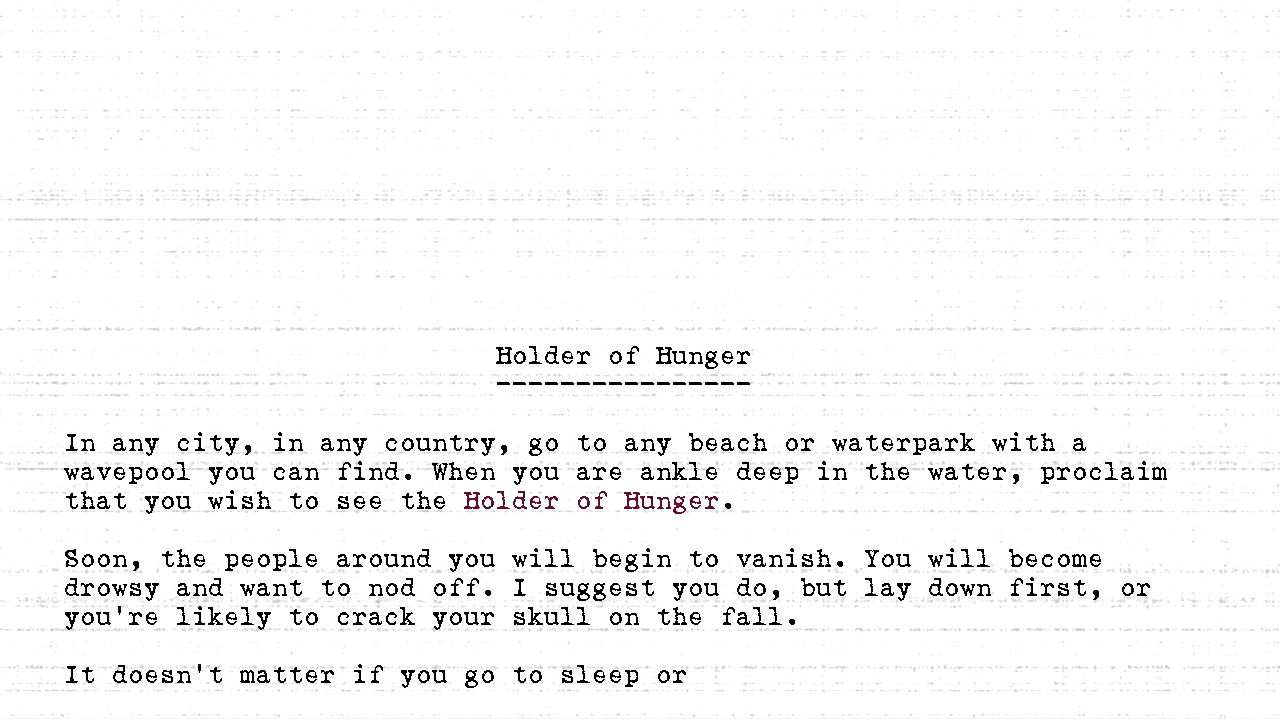 Holder of Hunger
----------------
In any city, in any country, go to any beach or waterpark with a
wavepool you can find. When you are ankle deep in the water, proclaim
that you wish to see the Holder of Hunger.
Soon, the people around you will begin to vanish. You will become
drowsy and want to nod off. I suggest you do, but lay down first, or
you're likely to crack your skull on the fall.
It doesn't matter if you go to sleep or